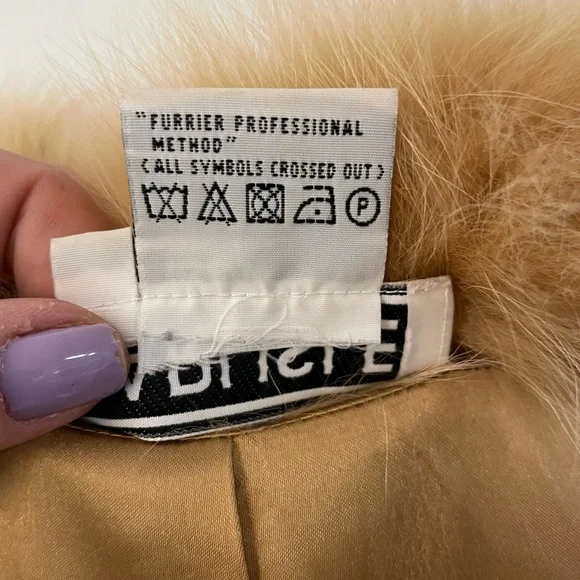 "FURRIER PROFESSIONAL
METHOD"
(ALL SYMBOLS CROSSED OUT)
P